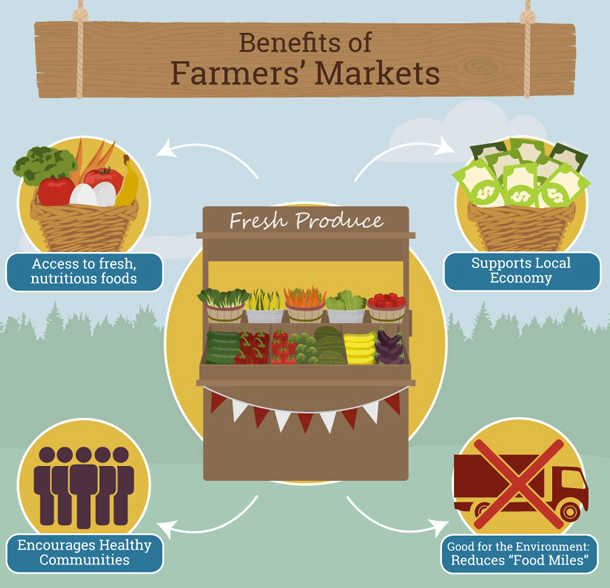 Benefits of
Farmers' Markets
Fresh Produce
Access to fresh,
nutritious foods
Supports Local
Economy
Encourages Healthy
Communities
Good for the Environment:
Reduces "Food Miles"